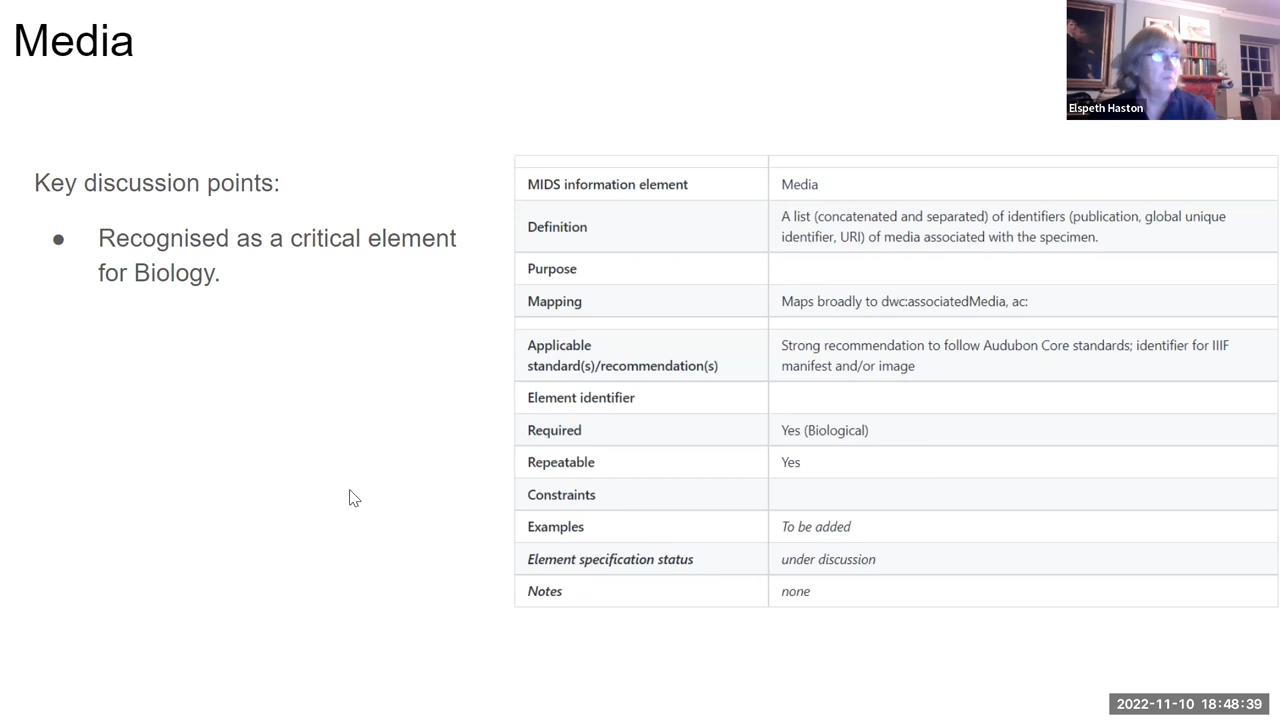 Media
Elspeth Haston
Key discussion points:
● Recognised as a critical element
for Biology.
MIDS information element Media
Definition A list (concatenated and separated) of identifiers (publication, global unique
identifier, URI) of media associated with the specimen.
Purpose
Mapping Maps broadly to dwc:associatedMedia, ac:
Applicable Strong recommendation to follow Audubon Core standards; identifier for IIIF
standard(s)/recommendation(s) manifest and/or image
Element identifier
Required Yes (Biological)
Repeatable Yes
Constraints
Examples To be added
Element specification status under discussion
Notes none
2022-11-10 18:48:39